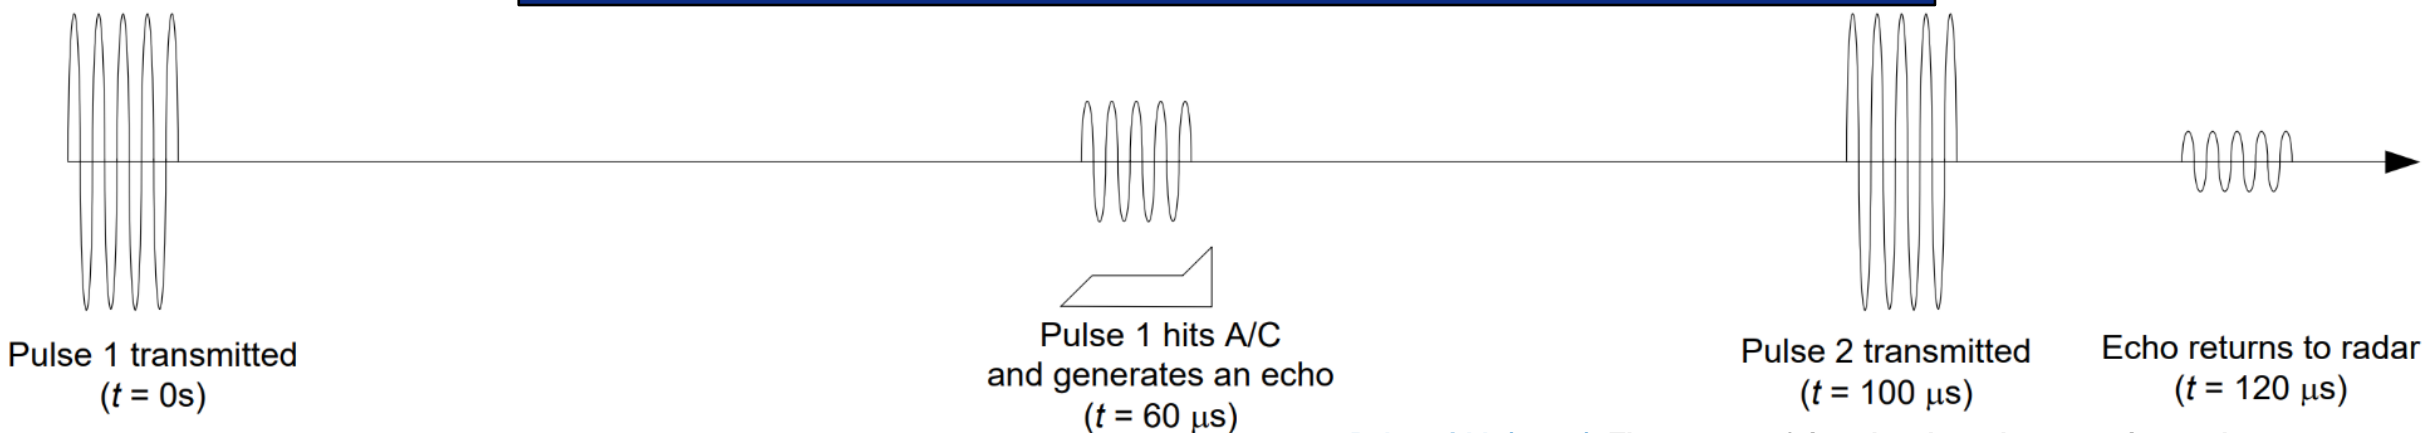 Pulse 1 transmitted
(t = 0s)
Pulse 1 hits A/C
and generates an echo
(t = 60 μs)
Pulse 2 transmitted
(t = 100 μs)
Echo returns to radar
(t = 120 μs)